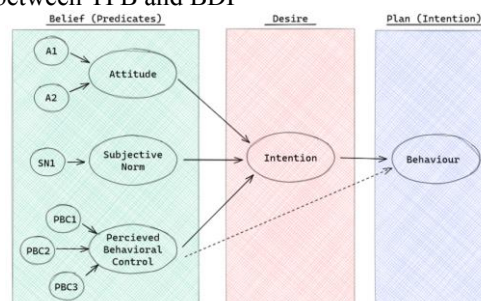 between TPB and BDI
Belief (Predicates)
Desire
Plan (Intention)
A1
A2
Attitude
SN1
Subjective
Norm
Intention
Behaviour
PBC1
PBC2
PBC3
Percieved
Behavioral
Control